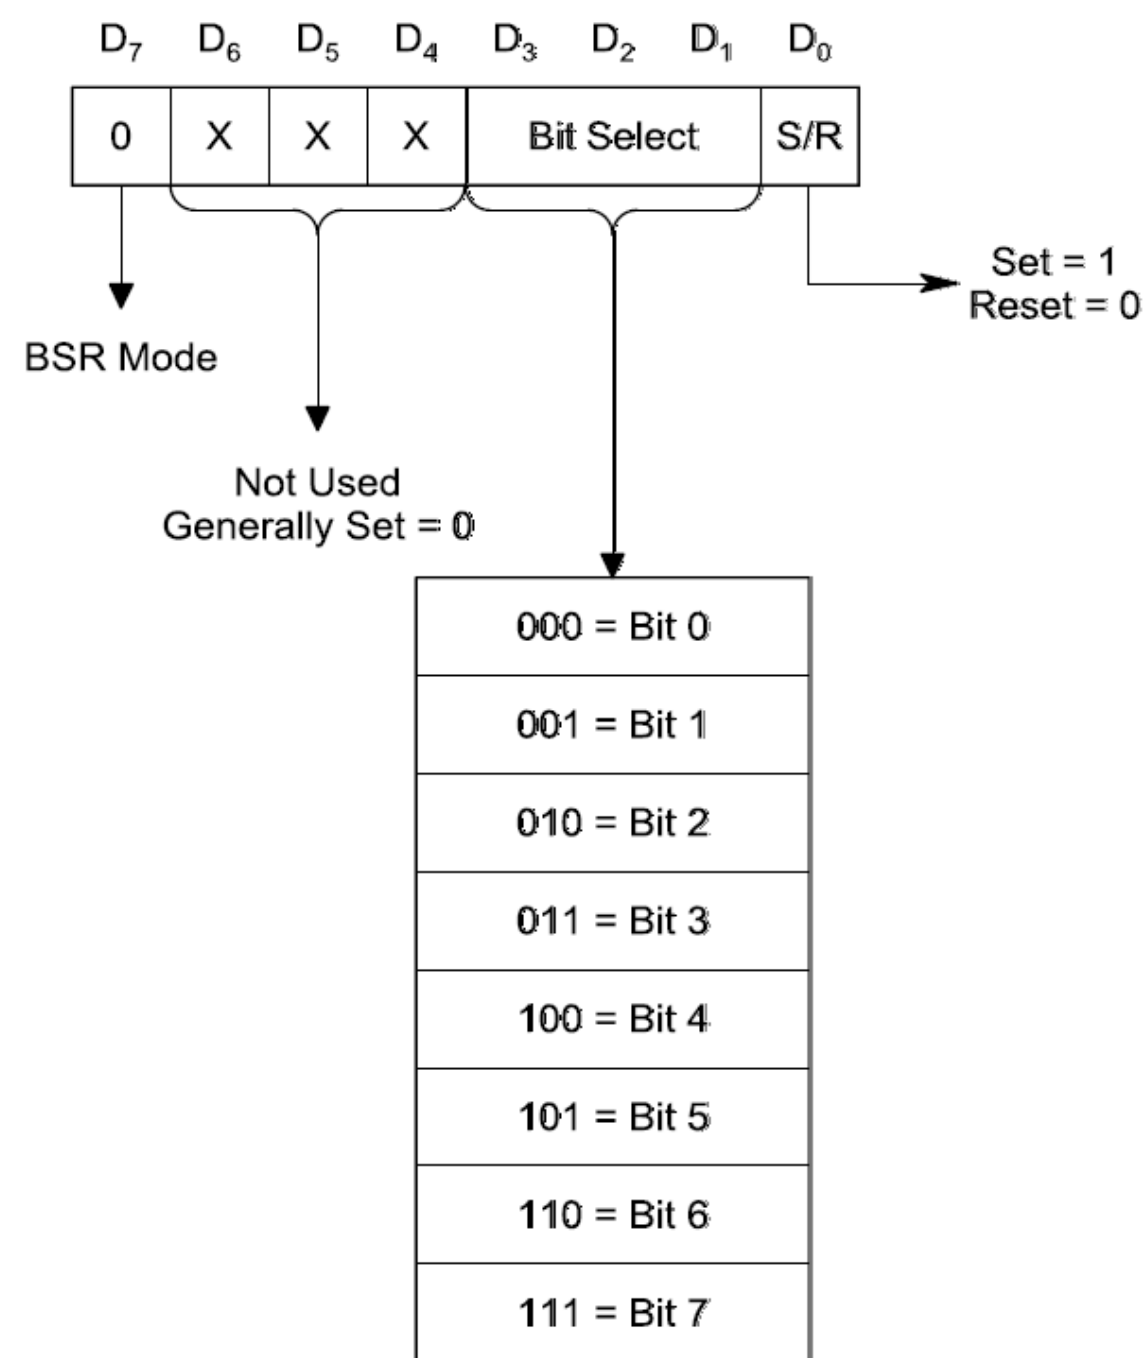 D7 D6 D5 D4 D3 D2 D1 D0
0 X X X Bit Select S/R
Set = 1
Reset = 0
BSR Mode
Not Used
Generally Set = 0
000 = Bit 0
001 = Bit 1
010 = Bit 2
011 = Bit 3
100 = Bit 4
101 = Bit 5
110 = Bit 6
111 = Bit 7